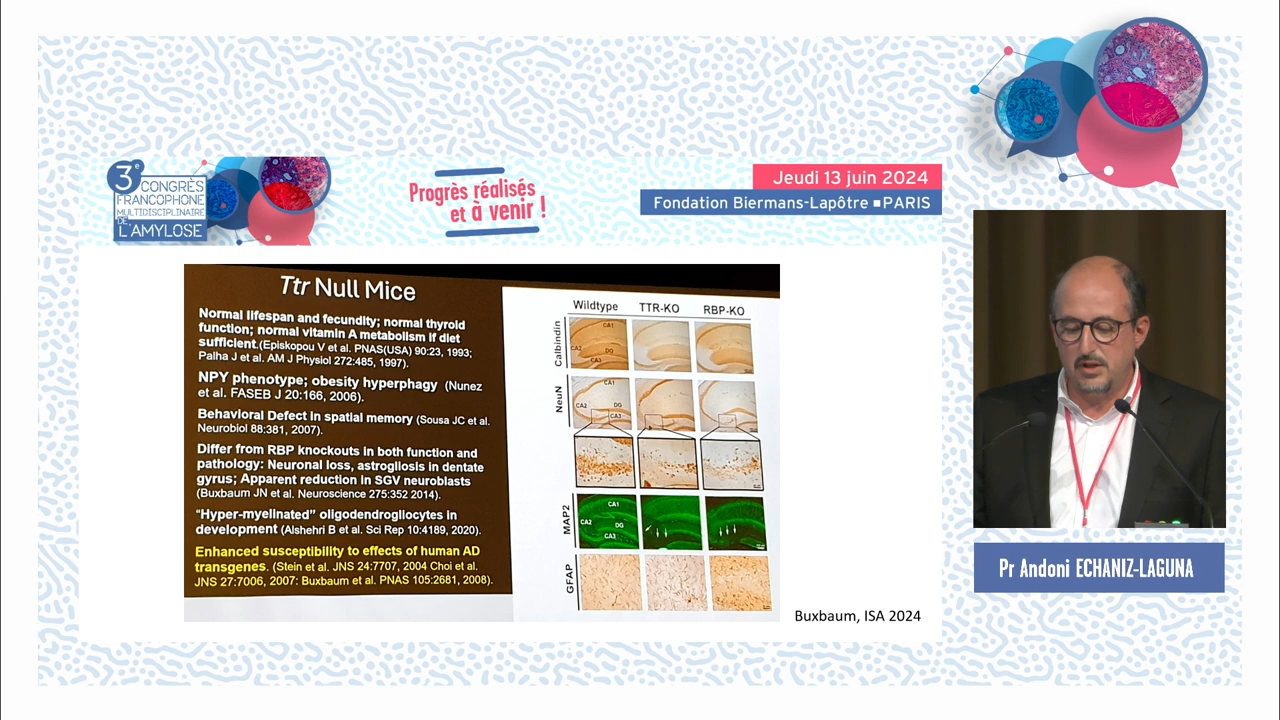 3e
CONGRÈS
FRANCOPHONE
MULTIDISCIPLINAIRE
DE
L'AMYLOSE
Progrès réalisés
et à venir !
Jeudi 13 juin 2024
Fondation Biermans-Lapôtre ■ PARIS
Ttr Null Mice
Normal lifespan and fecundity; normal thyroid
function; normal vitamin A metabolism if diet
sufficient.(Episkopou V et al. PNAS(USA) 90:23, 1993;
Palha J et al. AM J Physiol 272:485, 1997).
NPY phenotype; obesity hyperphagy (Nunez
et al. FASEB J 20:166, 2006).
Behavioral Defect in spatial memory (Sousa JC et al.
Neurobiol 88:381, 2007).
Differ from RBP knockouts in both function and
pathology: Neuronal loss, astrogliosis in dentate
gyrus; Apparent reduction in SGV neuroblasts
(Buxbaum JN et al. Neuroscience 275:352 2014).
"Hyper-myelinated" oligodendrogliocytes in
development (Alshehri B et al. Sci Rep 10:4189, 2020).
Enhanced susceptibility to effects of human AD
transgenes. (Stein et al. JNS 24:7707, 2004 Choi et al.
JNS 27:7006, 2007: Buxbaum et al. PNAS 105:2681, 2008).
Wildtype TTR-KO RBP-KO
Calbindin
CA1
CA2 DG
CA3
NeuN
CA1
CA2 DG
CA3
MAP2
CA1
CA2 DG
CA3
GFAP
Buxbaum, ISA 2024
Pr Andoni ECHANIZ-LAGUNA